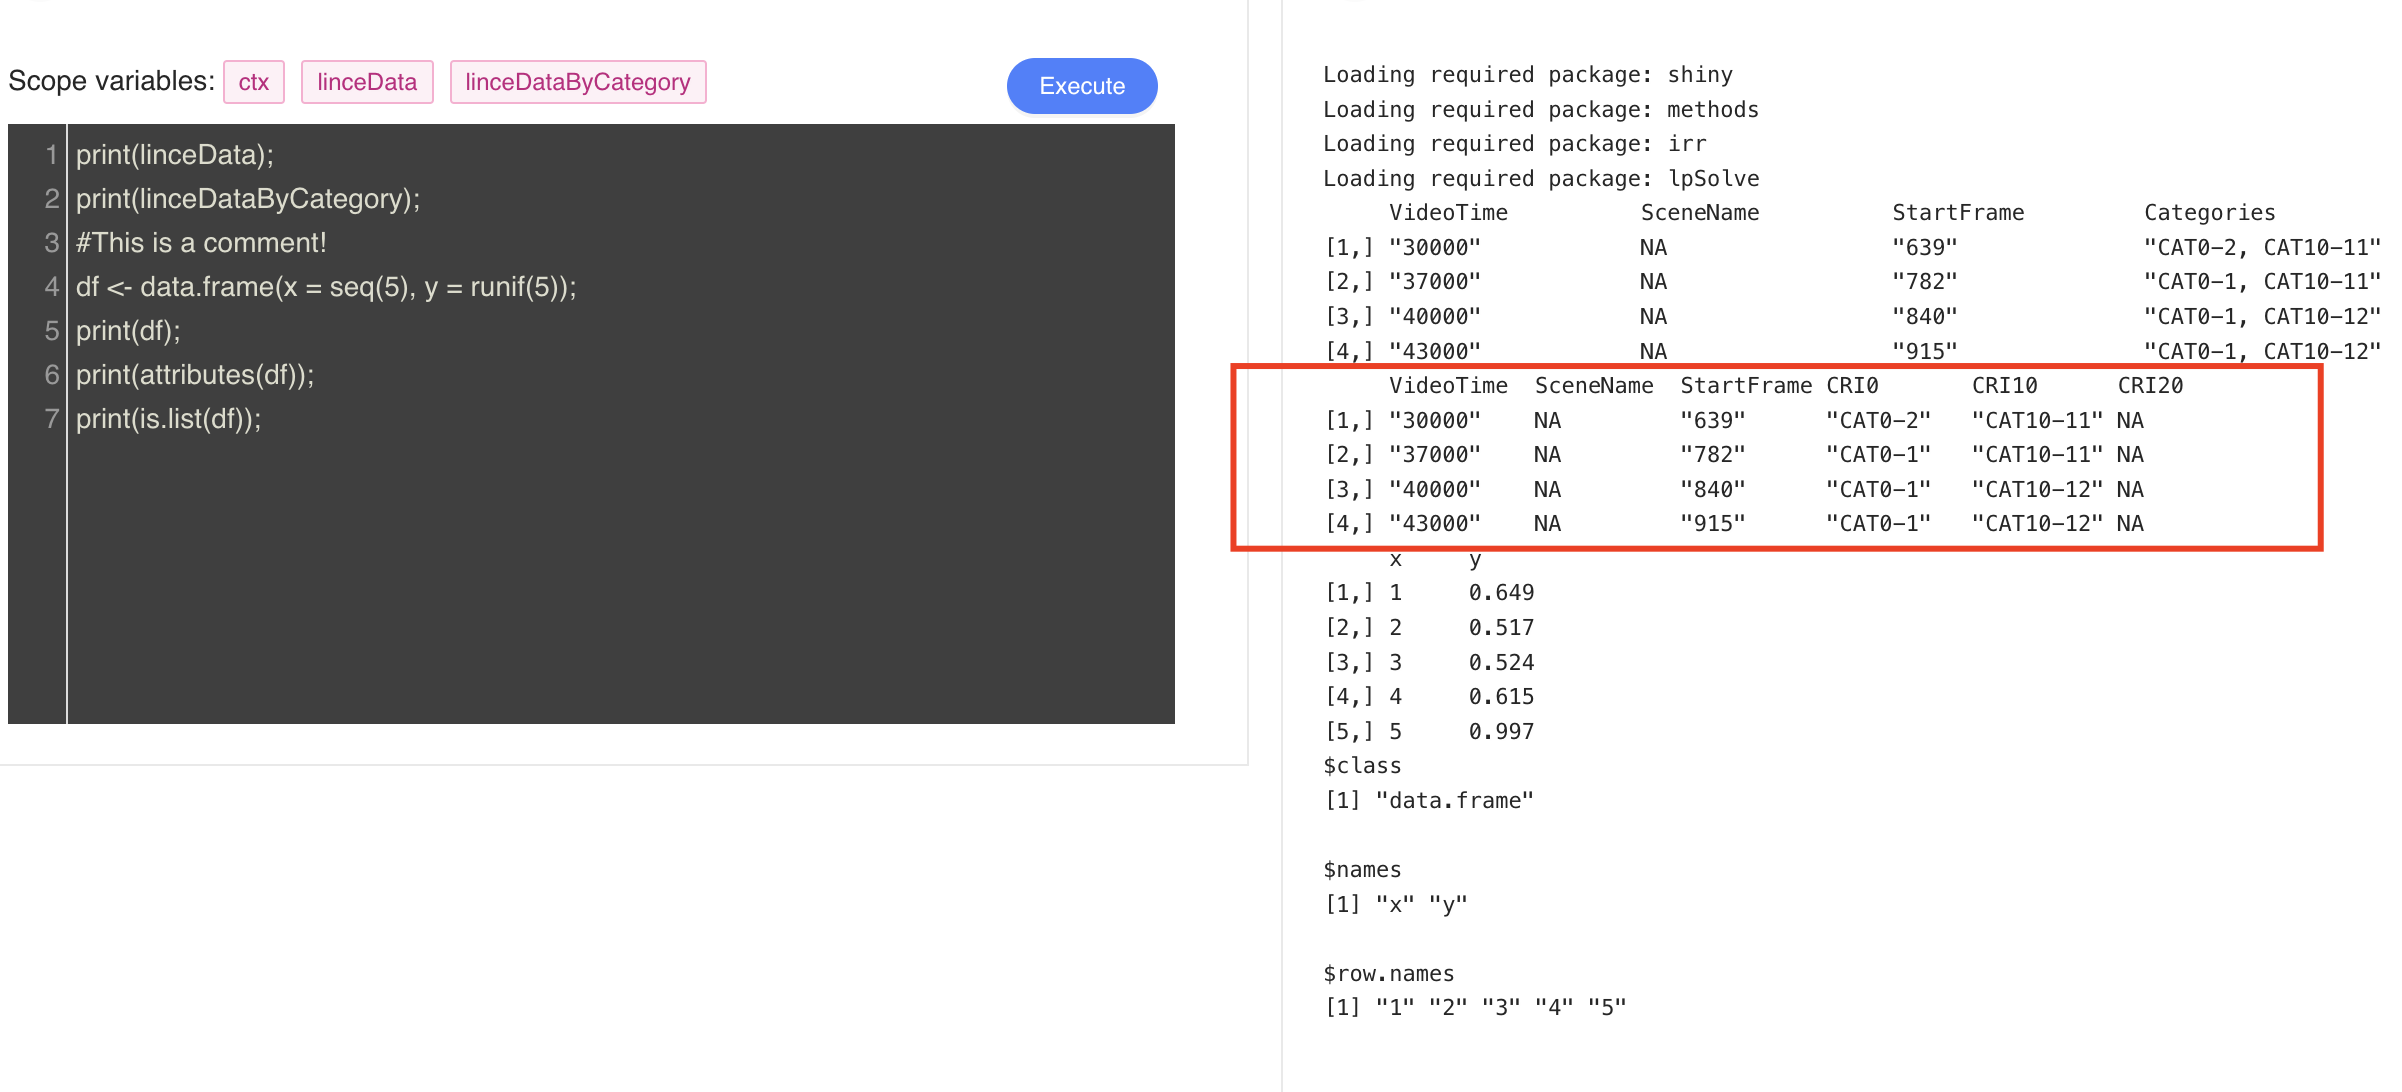 Scope variables: ctx linceData linceDataByCategory
Execute
1 print(linceData);
2 print(linceDataByCategory);
3 #This is a comment!
4 df <- data.frame(x = seq(5), y = runif(5));
5 print(df);
6 print(attributes(df));
7 print(is.list(df));
Loading required package: shiny
Loading required package: methods
Loading required package: irr
Loading required package: lpSolve
VideoTime SceneName StartFrame Categories
[1,] "30000" NA "639" "CAT0-2, CAT10-11"
[2,] "37000" NA "782" "CAT0-1, CAT10-11"
[3,] "40000" NA "840" "CAT0-1, CAT10-12"
[4,] "43000" NA "915" "CAT0-1, CAT10-12"
VideoTime SceneName StartFrame CRI0 CRI10 CRI20
[1,] "30000" NA "639" "CAT0-2" "CAT10-11" NA
[2,] "37000" NA "782" "CAT0-1" "CAT10-11" NA
[3,] "40000" NA "840" "CAT0-1" "CAT10-12" NA
[4,] "43000" NA "915" "CAT0-1" "CAT10-12" NA
x y
[1,] 1 0.649
[2,] 2 0.517
[3,] 3 0.524
[4,] 4 0.615
[5,] 5 0.997
$class
[1] "data.frame"
$names
[1] "x" "y"
$row.names
[1] "1" "2" "3" "4" "5"